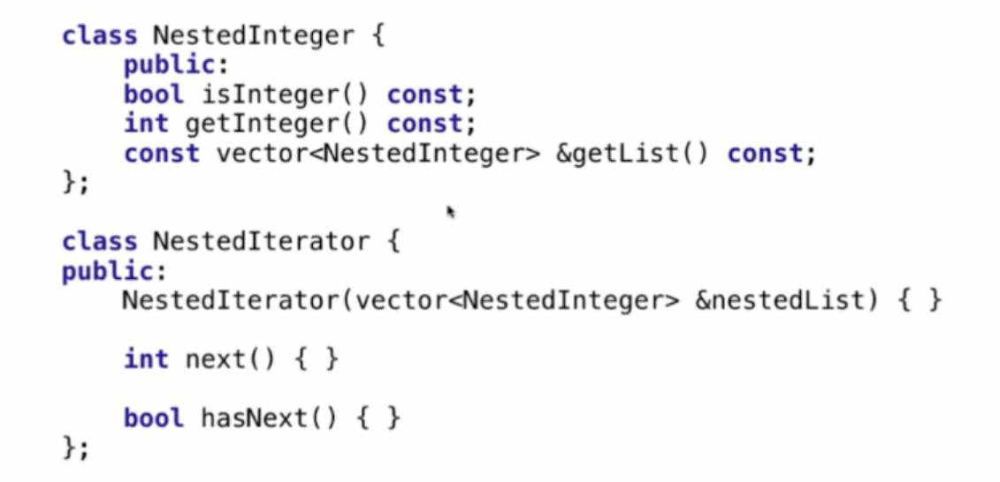 class NestedInteger {
    public:
    bool isInteger() const;
    int getInteger() const;
    const vector<NestedInteger> &getList() const;
};

class NestedIterator {
public:
    NestedIterator(vector<NestedInteger> &nestedList) { }

    int next() { }

    bool hasNext() { }
};